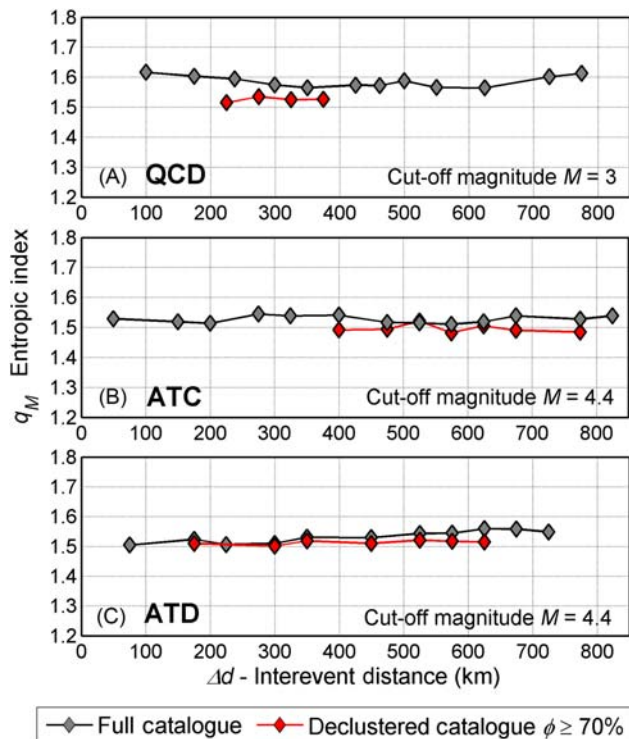 1.8
1.7
1.6
1.5
1.4
1.3
1.2
(A) QCD
Cut-off magnitude M = 3
0 100 200 300 400 500 600 700 800
1.8
1.7
1.6
1.5
1.4
1.3
1.2
q_M Entropic index
(B) ATC
Cut-off magnitude M = 4.4
0 100 200 300 400 500 600 700 800
1.8
1.7
1.6
1.5
1.4
1.3
1.2
(C) ATD
Cut-off magnitude M = 4.4
0 100 200 300 400 500 600 700 800
Δd - Interevent distance (km)
Full catalogue Declustered catalogue ϕ ≥ 70%